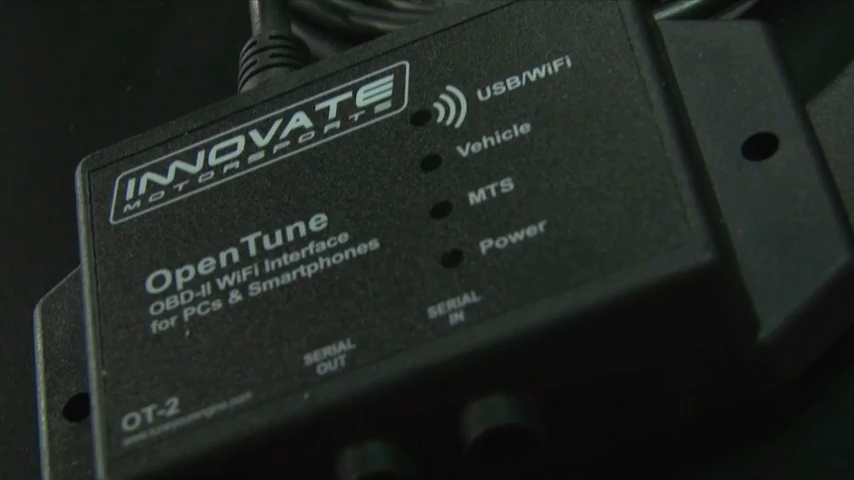 INNOVATE
MOTORSPORTS
USB/WiFi
Vehicle
MTS
Power
OpenTune
OBD-II WiFi Interface
for PCs & Smartphones
SERIAL
OUT
SERIAL
IN
OT-2